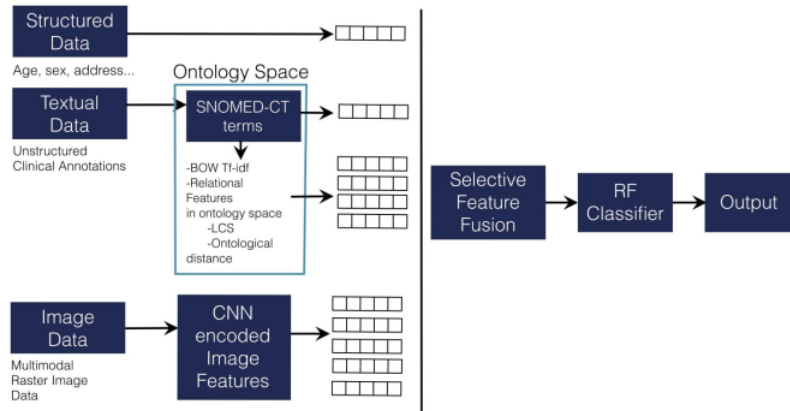 Structured
Data
Age, sex, address...
Ontology Space
Textual
Data
Unstructured
Clinical Annotations
SNOMED-CT
terms
-BOW Tf-idf
-Relational
Features
in ontology space
-LCS
-Ontological
distance
Image
Data
Multimodal
Raster Image
Data
CNN
encoded
Image
Features
Selective
Feature
Fusion
RF
Classifier
Output